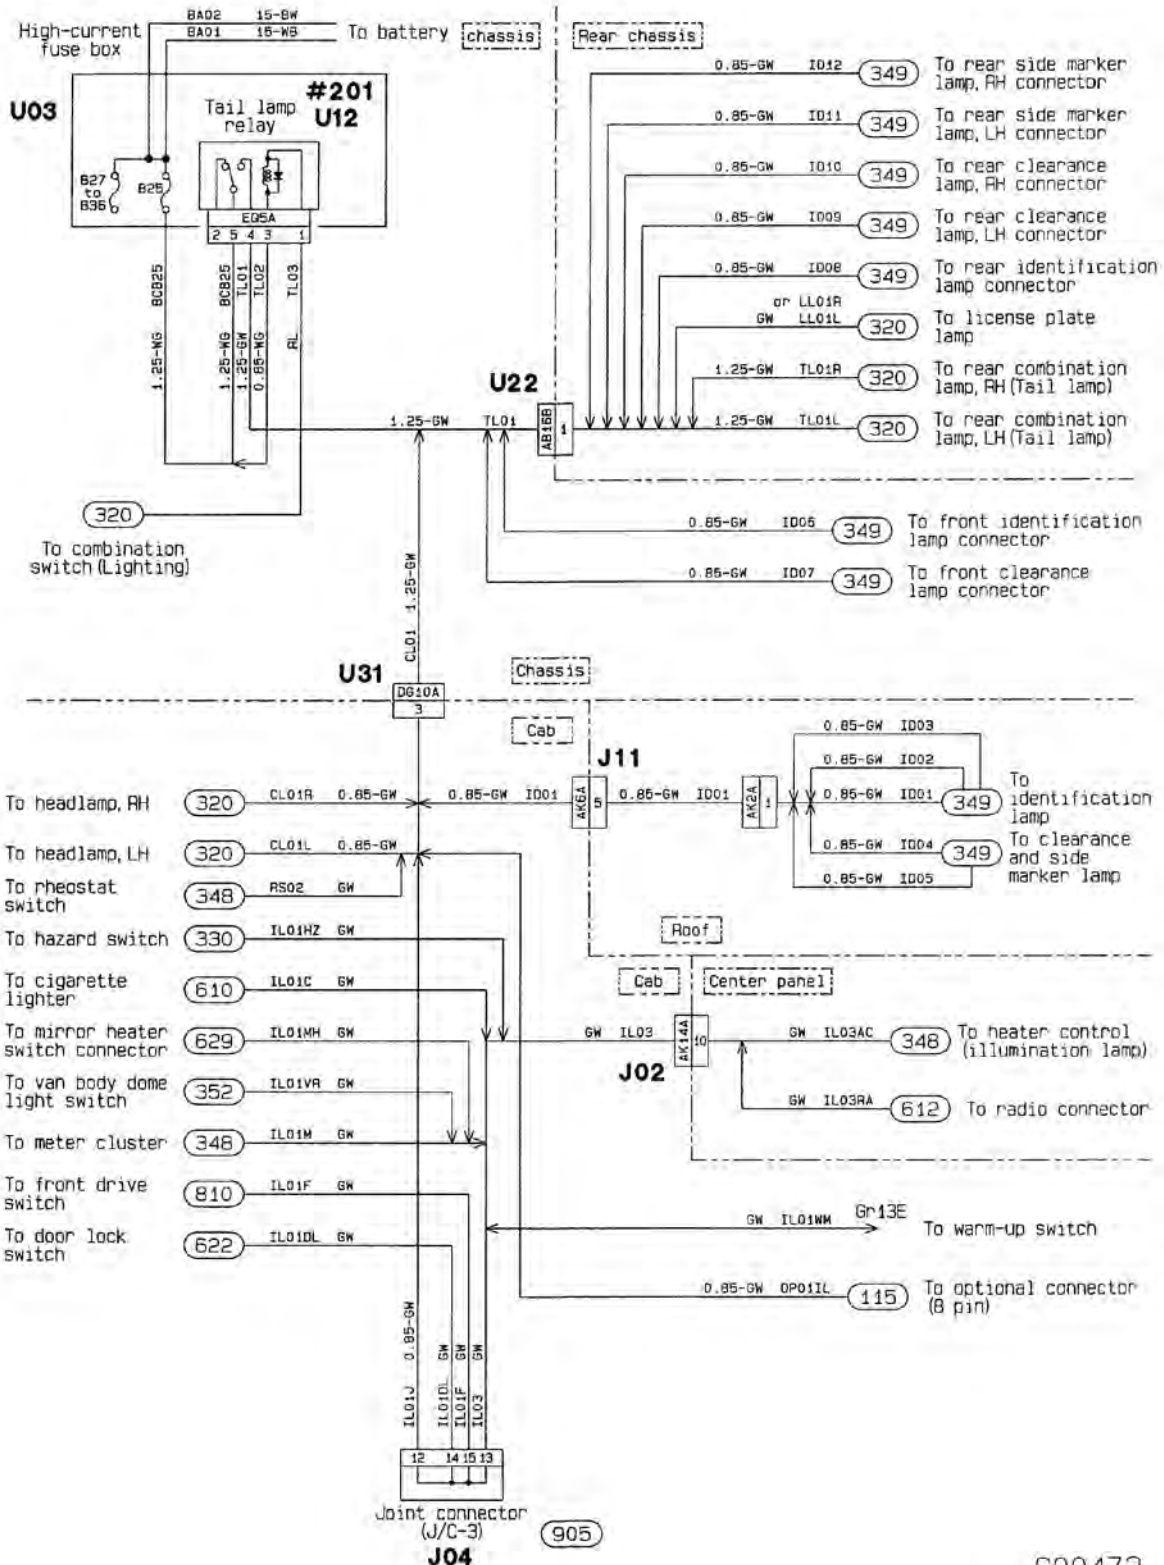 BA02 15-BW
BA01 15-WB
High-current
fuse box
To battery
chassis
Rear chassis
U03
#201
U12
Tail lamp
relay
B27
to
B36
B25
EQ5A
2 5 4 3 1
BCB25
BCB25
TL01
TL02
TL03
1.25-WG
1.25-WG
1.25-GW
0.85-WG
RL
0.85-GW ID12
349
To rear side marker
lamp, RH connector
0.85-GW ID11
349
To rear side marker
lamp, LH connector
0.85-GW ID10
349
To rear clearance
lamp, RH connector
0.85-GW ID09
349
To rear clearance
lamp, LH connector
0.85-GW ID08
349
To rear identification
lamp connector
or LL01R
GW LL01L
320
To license plate
lamp
1.25-GW TL01R
320
To rear combination
lamp, RH (Tail lamp)
U22
1.25-GW TL01
AB16B
1
1.25-GW TL01L
320
To rear combination
lamp, LH (Tail lamp)
320
To combination
switch (Lighting)
0.85-GW ID06
349
To front identification
lamp connector
0.85-GW ID07
349
To front clearance
lamp connector
CL01 1.25-GW
U31
Chassis
DG10A
3
Cab
J11
0.85-GW ID03
0.85-GW ID02
To
identification
lamp
To headlamp, RH
320
CL01R 0.85-GW
0.85-GW ID01
AK6A
5
0.85-GW ID01
AK2A
1
0.85-GW ID01
349
To headlamp, LH
320
CL01L 0.85-GW
0.85-GW ID04
349
To clearance
and side
marker lamp
0.85-GW ID05
To rheostat
switch
348
RS02 GW
Roof
To hazard switch
330
IL01HZ GW
Cab
Center panel
To cigarette
lighter
610
IL01C GW
To mirror heater
switch connector
629
IL01MH GW
GW IL03
AK14A
10
J02
GW IL03AC
348
To heater control
(illumination lamp)
To van body dome
light switch
352
IL01VR GW
GW IL03RA
612
To radio connector
To meter cluster
348
IL01M GW
To front drive
switch
810
IL01F GW
GW IL01WM
Gr13E
To warm-up switch
To door lock
switch
622
IL01DL GW
0.85-GW OP01IL
115
To optional connector
(8 pin)
IL01J 0.85-GW
IL01DL GW
IL01F GW
IL03 GW
12 14 15 13
Joint connector
(J/C-3)
J04
905